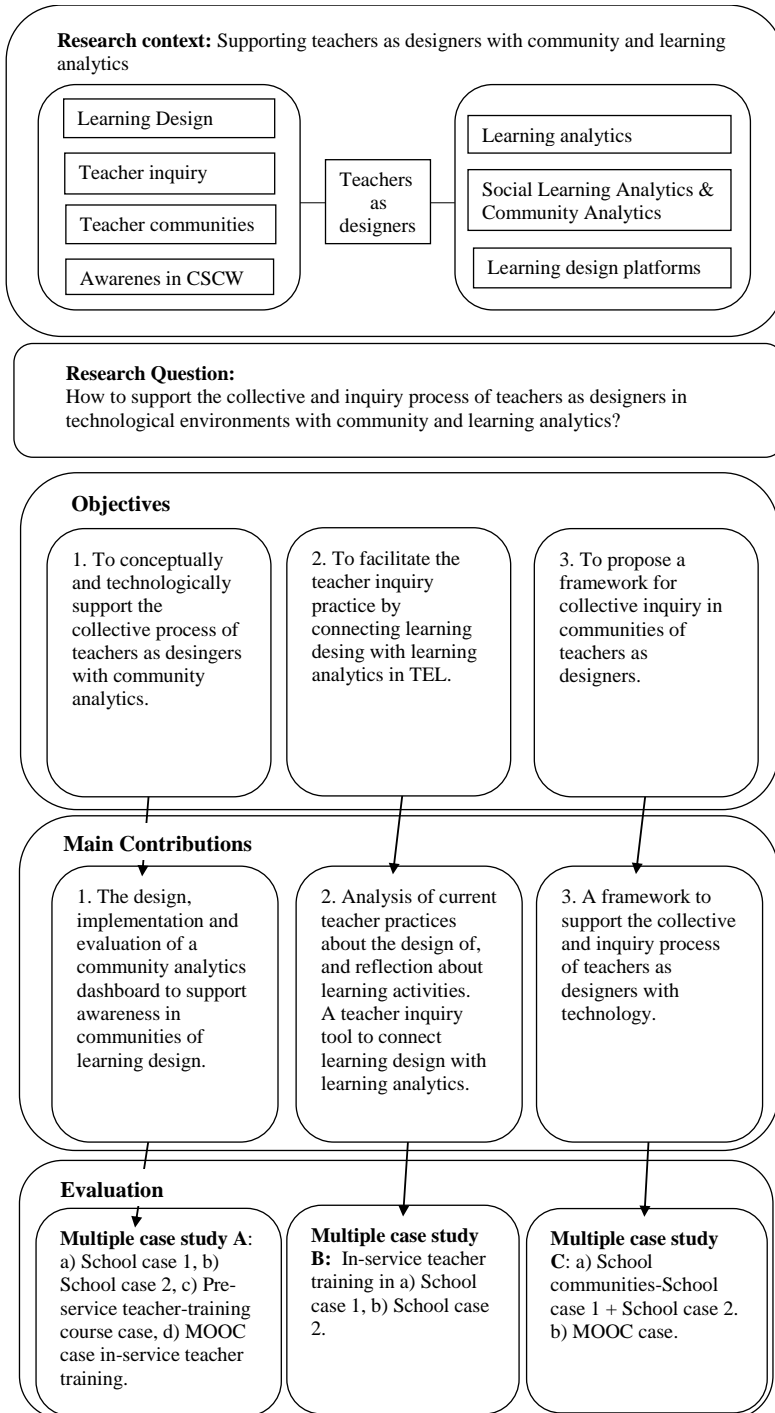 Research context: Supporting teachers as designers with community and learning
analytics
Learning Design
Teacher inquiry
Teacher communities
Awarenes in CSCW
Teachers
as
designers
Learning analytics
Social Learning Analytics &
Community Analytics
Learning design platforms
Research Question:
How to support the collective and inquiry process of teachers as designers in
technological environments with community and learning analytics?
Objectives
1. To conceptually
and technologically
support the
collective process of
teachers as desingers
with community
analytics.
2. To facilitate the
teacher inquiry
practice by
connecting learning
desing with learning
analytics in TEL.
3. To propose a
framework for
collective inquiry in
communities of
teachers as
designers.
Main Contributions
1. The design,
implementation and
evaluation of a
community analytics
dashboard to support
awareness in
communities of
learning design.
2. Analysis of current
teacher practices
about the design of,
and reflection about
learning activities.
A teacher inquiry
tool to connect
learning design with
learning analytics.
3. A framework to
support the collective
and inquiry process
of teachers as
designers with
technology.
Evaluation
Multiple case study A:
a) School case 1, b)
School case 2, c) Pre-
service teacher-training
course case, d) MOOC
case in-service teacher
training.
Multiple case study
B: In-service teacher
training in a) School
case 1, b) School case
2.
Multiple case study
C: a) School
communities-School
case 1 + School case 2.
b) MOOC case.